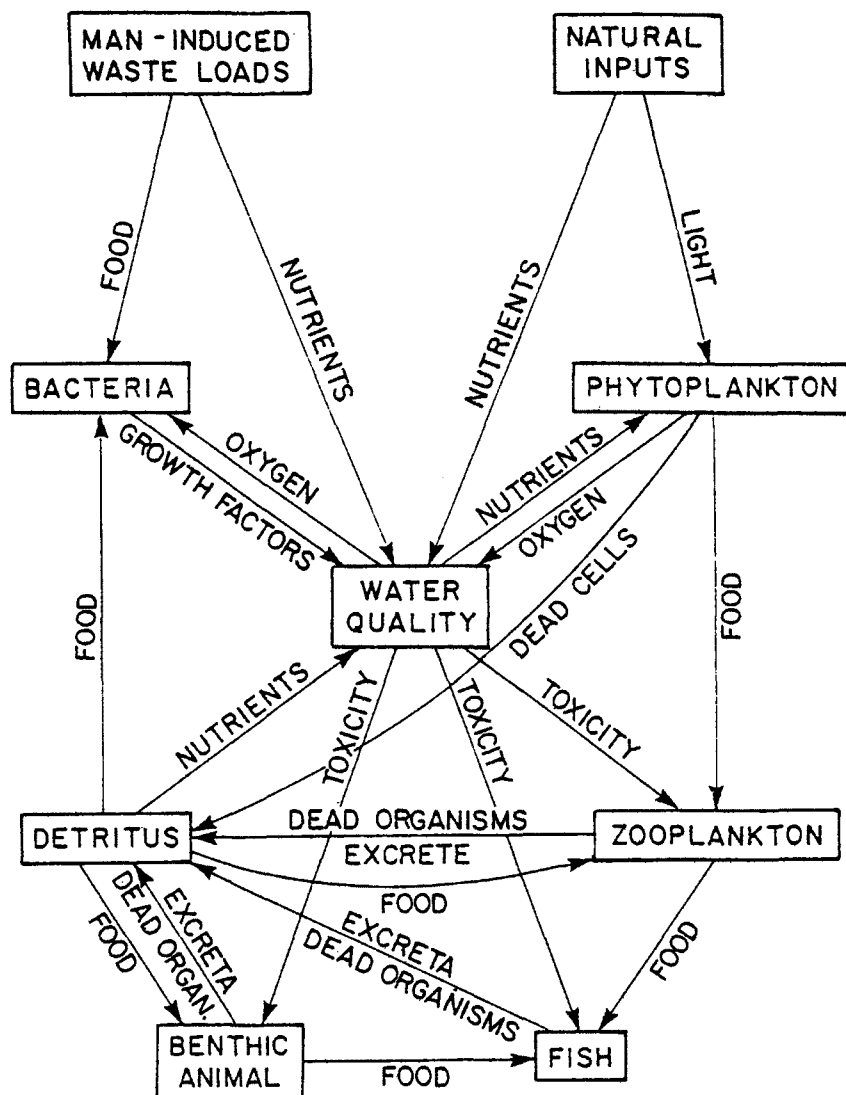 MAN-INDUCED
WASTE LOADS
NATURAL
INPUTS
FOOD
NUTRIENTS
NUTRIENTS
LIGHT
BACTERIA
PHYTOPLANKTON
OXYGEN
GROWTH FACTORS
NUTRIENTS
OXYGEN
DEAD CELLS
FOOD
FOOD
WATER
QUALITY
NUTRIENTS
TOXICITY
TOXICITY
TOXICITY
DETRITUS
DEAD ORGANISMS
EXCRETE
ZOOPLANKTON
FOOD
FOOD
EXCRETA
DEAD ORGAN.
EXCRETA
DEAD ORGANISMS
FOOD
BENTHIC
ANIMAL
FOOD
FISH